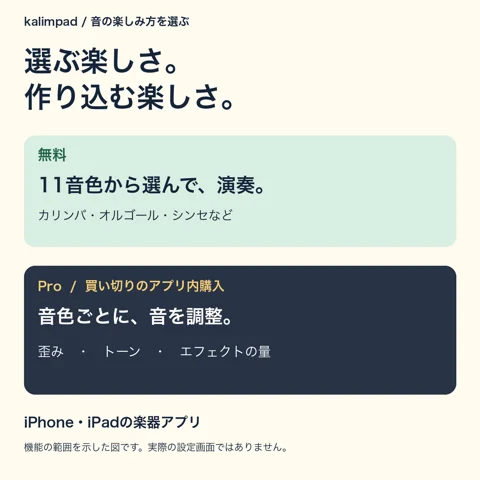 kalimpad / 音の楽しみ方を選ぶ
選ぶ楽しさ。
作り込む楽しさ。
無料
11音色から選んで、演奏。
カリンバ・オルゴール・シンセなど
Pro / 買い切りのアプリ内購入
音色ごとに、音を調整。
歪み ・ トーン ・ エフェクトの量
iPhone・iPadの楽器アプリ
機能の範囲を示した図です。実際の設定画面ではありません。